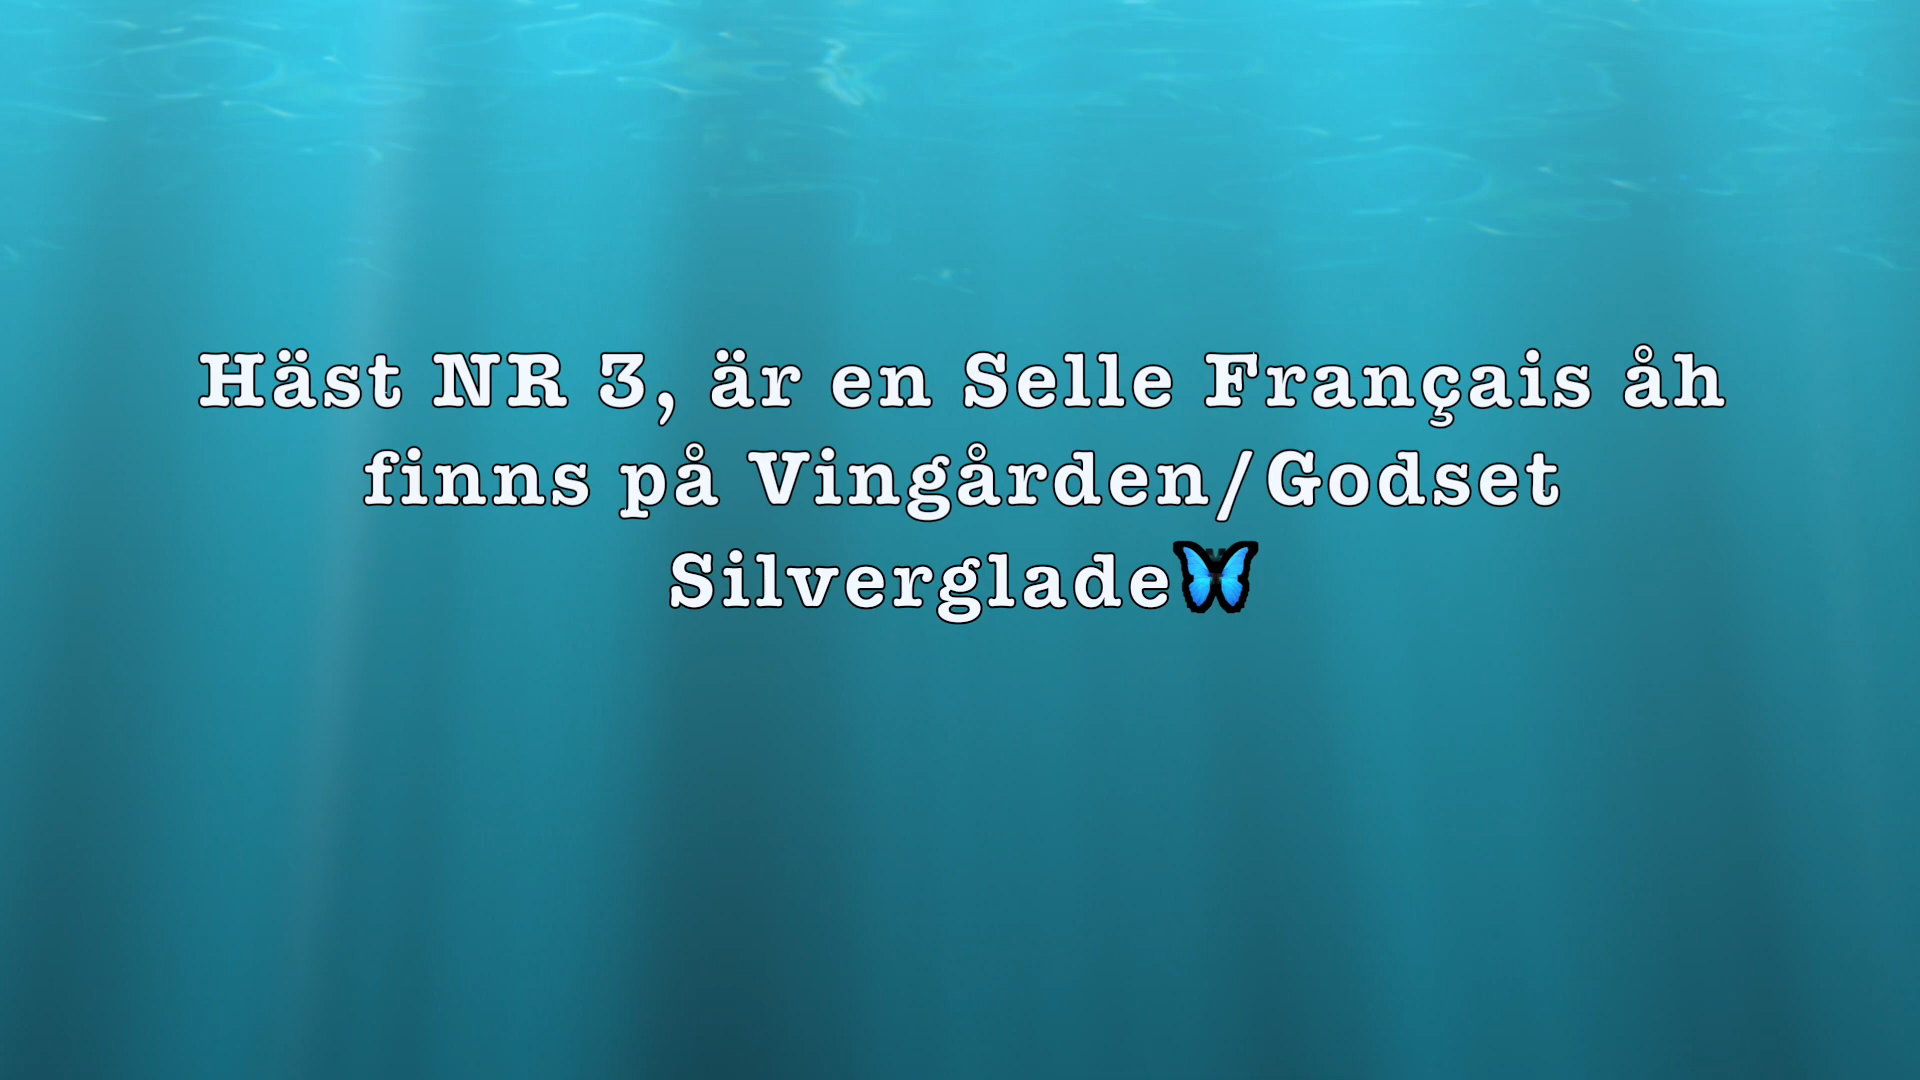 Häst NR 3, är en Selle Français åh
finns på Vingården/Godset
Silverglade🦋